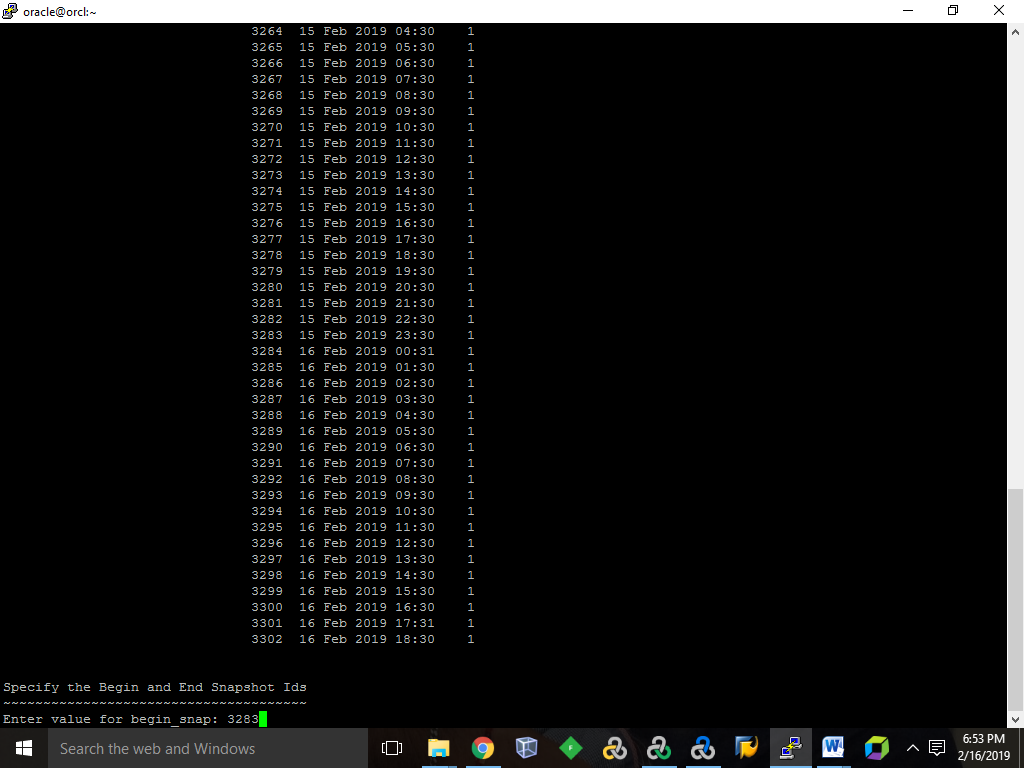 oracle@orcl:~
3264 15 Feb 2019 04:30 1
3265 15 Feb 2019 05:30 1
3266 15 Feb 2019 06:30 1
3267 15 Feb 2019 07:30 1
3268 15 Feb 2019 08:30 1
3269 15 Feb 2019 09:30 1
3270 15 Feb 2019 10:30 1
3271 15 Feb 2019 11:30 1
3272 15 Feb 2019 12:30 1
3273 15 Feb 2019 13:30 1
3274 15 Feb 2019 14:30 1
3275 15 Feb 2019 15:30 1
3276 15 Feb 2019 16:30 1
3277 15 Feb 2019 17:30 1
3278 15 Feb 2019 18:30 1
3279 15 Feb 2019 19:30 1
3280 15 Feb 2019 20:30 1
3281 15 Feb 2019 21:30 1
3282 15 Feb 2019 22:30 1
3283 15 Feb 2019 23:30 1
3284 16 Feb 2019 00:31 1
3285 16 Feb 2019 01:30 1
3286 16 Feb 2019 02:30 1
3287 16 Feb 2019 03:30 1
3288 16 Feb 2019 04:30 1
3289 16 Feb 2019 05:30 1
3290 16 Feb 2019 06:30 1
3291 16 Feb 2019 07:30 1
3292 16 Feb 2019 08:30 1
3293 16 Feb 2019 09:30 1
3294 16 Feb 2019 10:30 1
3295 16 Feb 2019 11:30 1
3296 16 Feb 2019 12:30 1
3297 16 Feb 2019 13:30 1
3298 16 Feb 2019 14:30 1
3299 16 Feb 2019 15:30 1
3300 16 Feb 2019 16:30 1
3301 16 Feb 2019 17:31 1
3302 16 Feb 2019 18:30 1
Specify the Begin and End Snapshot Ids
~~~~~~~~~~~~~~~~~~~~~~~~~~~~~~~~~~~~~~
Enter value for begin_snap: 3283
Search the web and Windows
6:53 PM
2/16/2019